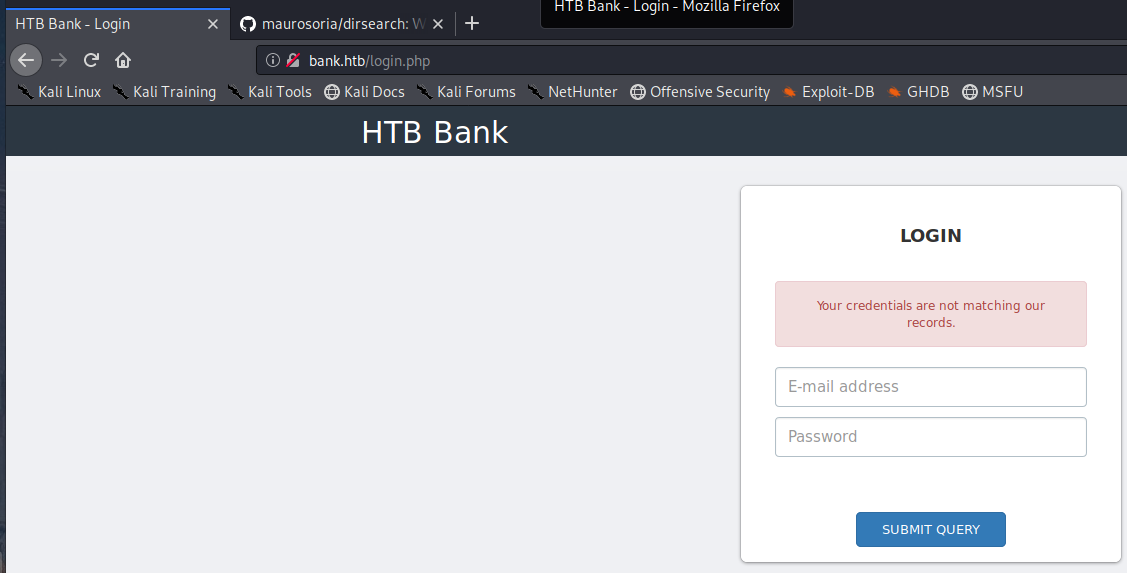 HTB Bank - Login - Mozilla Firefox
HTB Bank - Login
maurosoria/dirsearch: W
bank.htb/login.php
Kali Linux Kali Training Kali Tools Kali Docs Kali Forums NetHunter Offensive Security Exploit-DB GHDB MSFU
HTB Bank
LOGIN
Your credentials are not matching our
records.
E-mail address
Password
SUBMIT QUERY